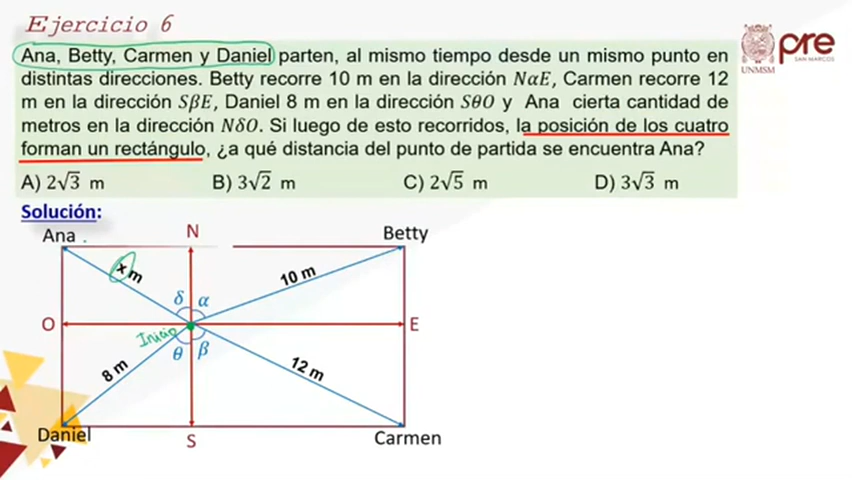 Ejercicio 6
Ana, Betty, Carmen y Daniel parten, al mismo tiempo desde un mismo punto en
distintas direcciones. Betty recorre 10 m en la dirección NαE, Carmen recorre 12
m en la dirección SβE, Daniel 8 m en la dirección SθO y Ana cierta cantidad de
metros en la dirección NδO. Si luego de esto recorridos, la posición de los cuatro
forman un rectángulo, ¿a qué distancia del punto de partida se encuentra Ana?
A) 2√3 m B) 3√2 m C) 2√5 m D) 3√3 m
UNMSM
pre
SAN MARCOS
Solución:
Ana
N
Betty
x m
10 m
δ α
O
E
Inicio
θ β
8 m
12 m
Daniel
S
Carmen